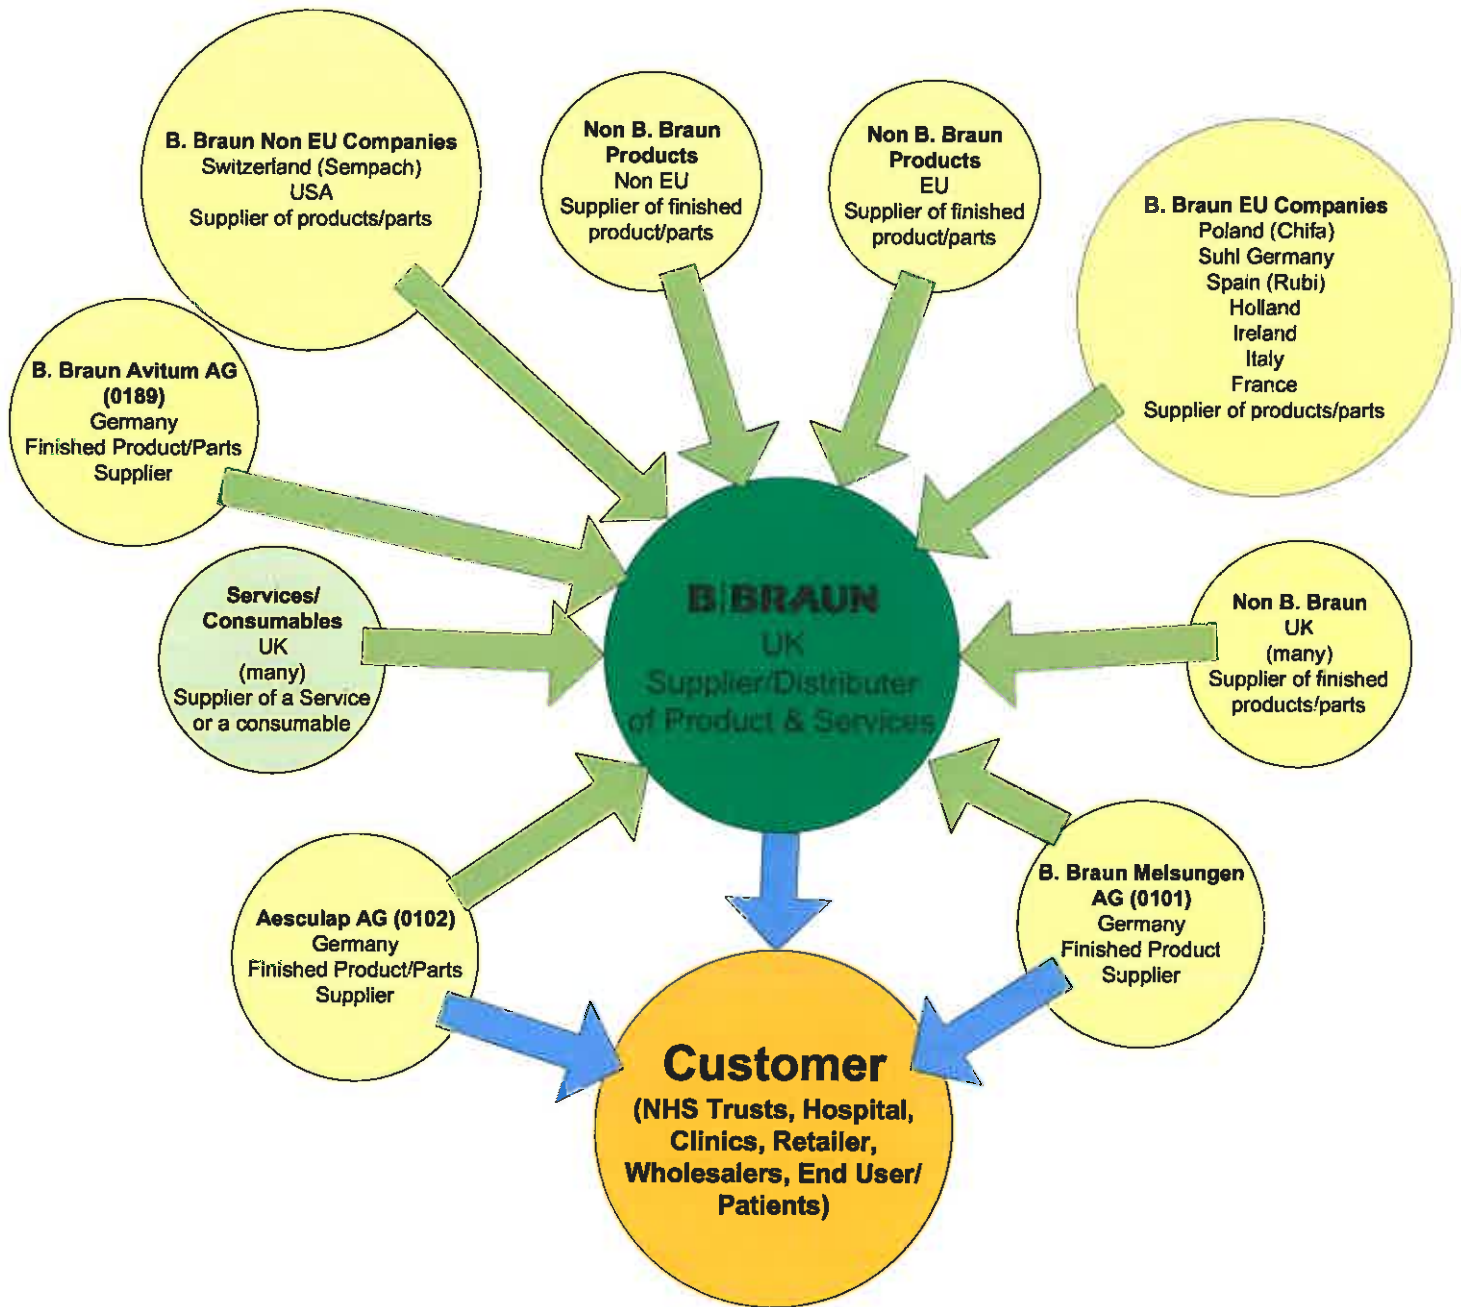 B. Braun Non EU Companies
Switzerland (Sempach)
USA
Supplier of products/parts
Non B. Braun
Products
Non EU
Supplier of finished
product/parts
Non B. Braun
Products
EU
Supplier of finished
product/parts
B. Braun EU Companies
Poland (Chifa)
Suhl Germany
Spain (Rubi)
Holland
Ireland
Italy
France
Supplier of products/parts
B. Braun Avitum AG
(0189)
Germany
Finished Product/Parts
Supplier
Services/
Consumables
UK
(many)
Supplier of a Service
or a consumable
B|BRAUN
UK
Supplier/Distributer
of Product & Services
Non B. Braun
UK
(many)
Supplier of finished
products/parts
Aesculap AG (0102)
Germany
Finished Product/Parts
Supplier
B. Braun Melsungen
AG (0101)
Germany
Finished Product
Supplier
Customer
(NHS Trusts, Hospital,
Clinics, Retailer,
Wholesalers, End User/
Patients)